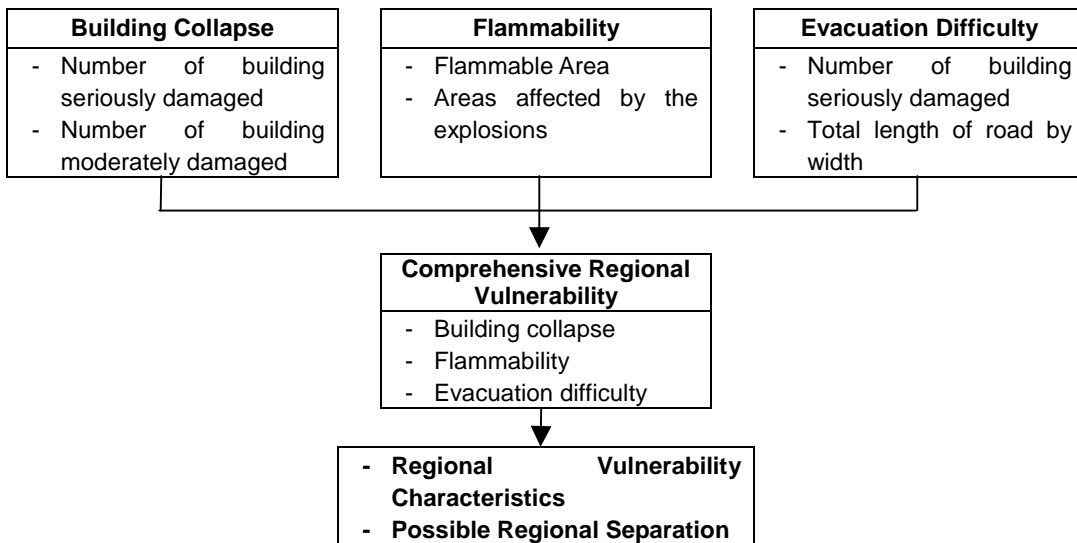 Building Collapse
- Number of building
seriously damaged
- Number of building
moderately damaged
Flammability
- Flammable Area
- Areas affected by the
explosions
Evacuation Difficulty
- Number of building
seriously damaged
- Total length of road by
width
Comprehensive Regional
Vulnerability
- Building collapse
- Flammability
- Evacuation difficulty
- Regional Vulnerability
Characteristics
- Possible Regional Separation